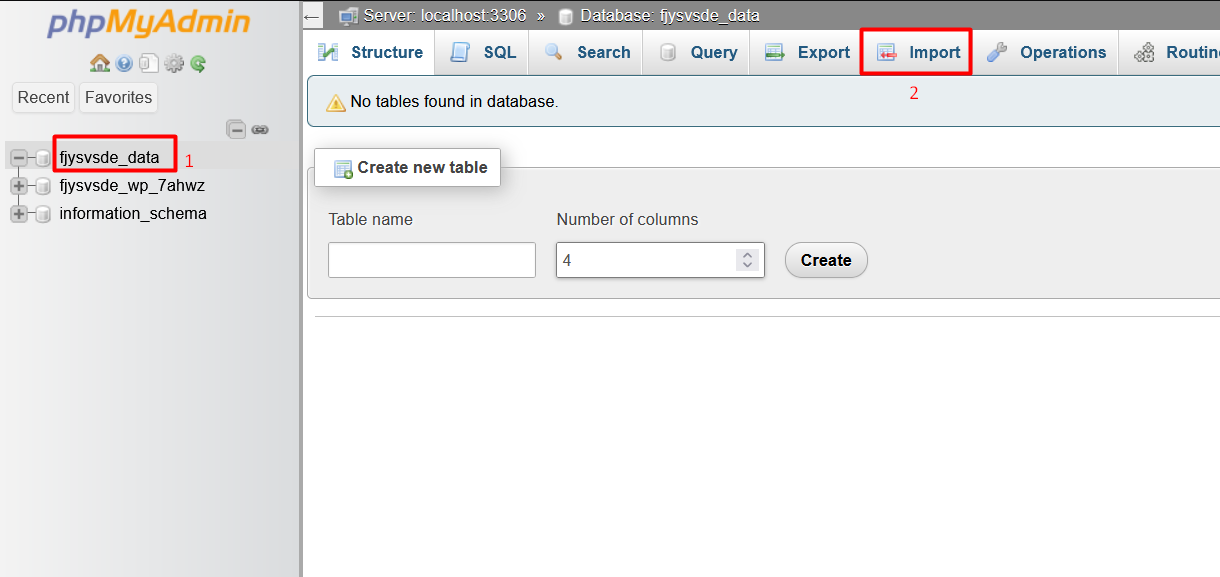 phpMyAdmin
Recent Favorites
fjysvsde_data 1
fjysvsde_wp_7ahwz
information_schema
← Server: localhost:3306 » Database: fjysvsde_data
Structure SQL Search Query Export Import Operations Routin
2
No tables found in database.
Create new table
Table name Number of columns
4 Create